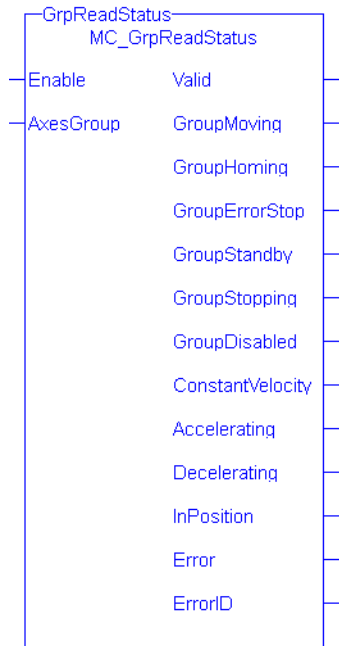 GrpReadStatus
MC_GrpReadStatus
Enable Valid
AxesGroup GroupMoving
GroupHoming
GroupErrorStop
GroupStandby
GroupStopping
GroupDisabled
ConstantVelocity
Accelerating
Decelerating
InPosition
Error
ErrorID